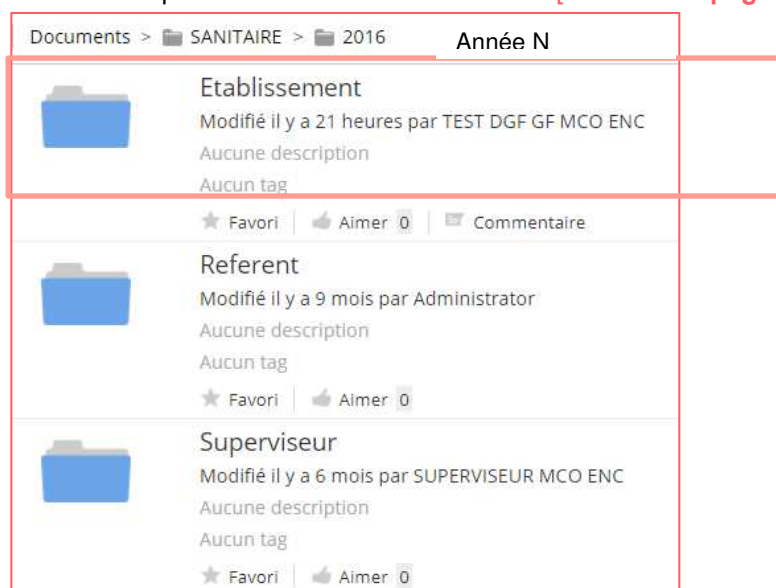 Documents > SANITAIRE > 2016 Année N
Etablissement
Modifié il y a 21 heures par TEST DGF GF MCO ENC
Aucune description
Aucun tag
Favori Aimer 0 Commentaire
Referent
Modifié il y a 9 mois par Administrator
Aucune description
Aucun tag
Favori Aimer 0
Superviseur
Modifié il y a 6 mois par SUPERVISEUR MCO ENC
Aucune description
Aucun tag
Favori Aimer 0